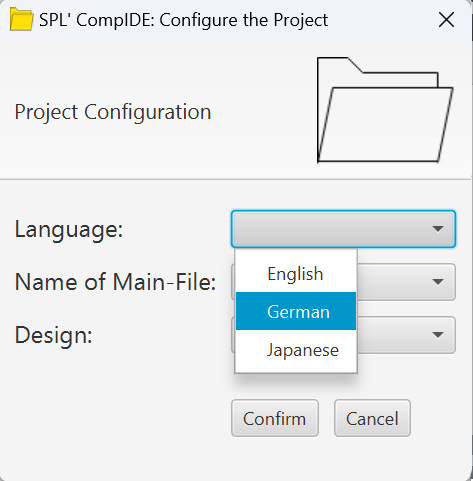 SPL' CompIDE: Configure the Project
Project Configuration
Language:
English
Name of Main-File:
German
Design:
Japanese
Confirm Cancel